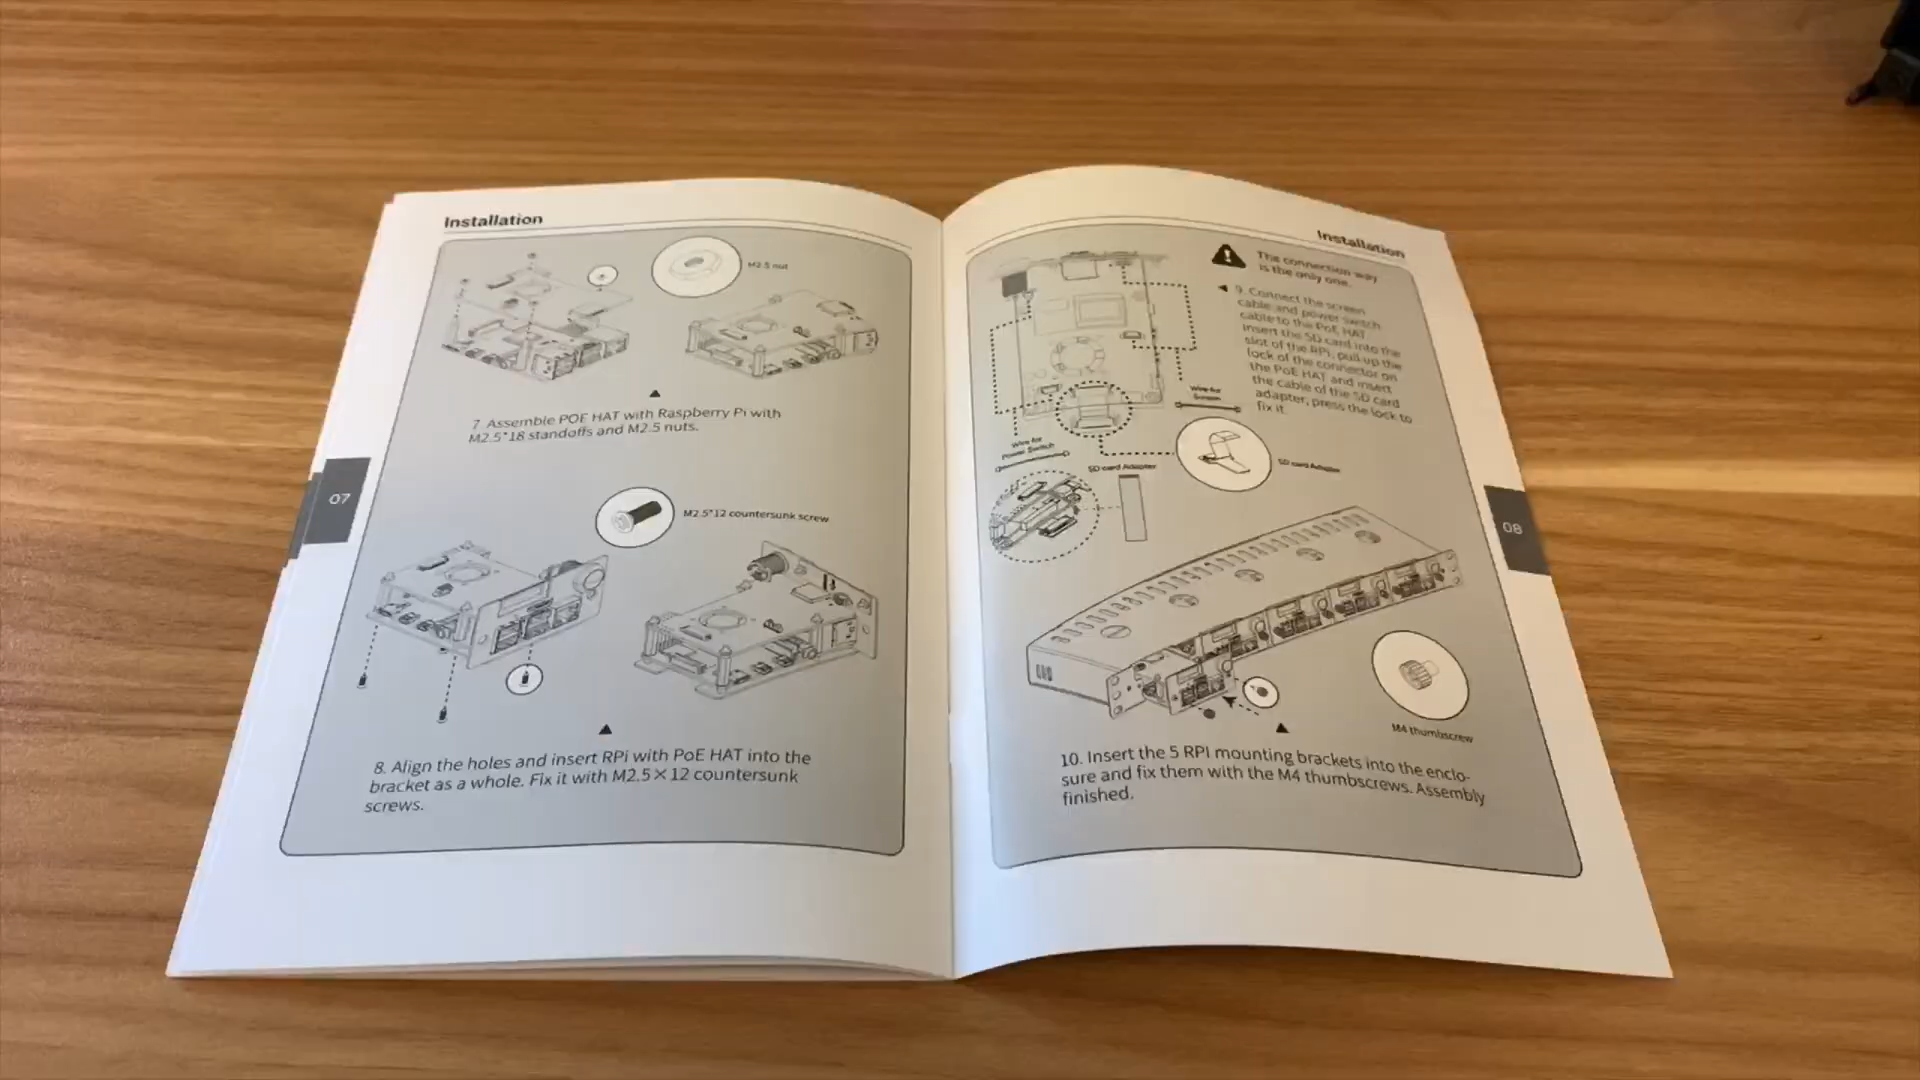 Installation
M2.5 nut
7. Assemble POE HAT with Raspberry Pi with
M2.5*18 standoffs and M2.5 nuts.
07
M2.5*12 countersunk screw
8. Align the holes and insert RPi with PoE HAT into the
bracket as a whole. Fix it with M2.5×12 countersunk
screws.
Installation
The connection way
is the only one.
9. Connect the screen
cable and power switch
cable to the PoE HAT
Insert the SD card into the
slot of the RPi, pull up the
lock of the connector on
the PoE HAT and insert
the cable of the SD card
adapter, press the lock to
fix it.
Wire for
Screen
Wire for
Power Switch
SD card Adapter
SD card Adapter
08
M4 thumbscrew
10. Insert the 5 RPI mounting brackets into the enclo-
sure and fix them with the M4 thumbscrews. Assembly
finished.